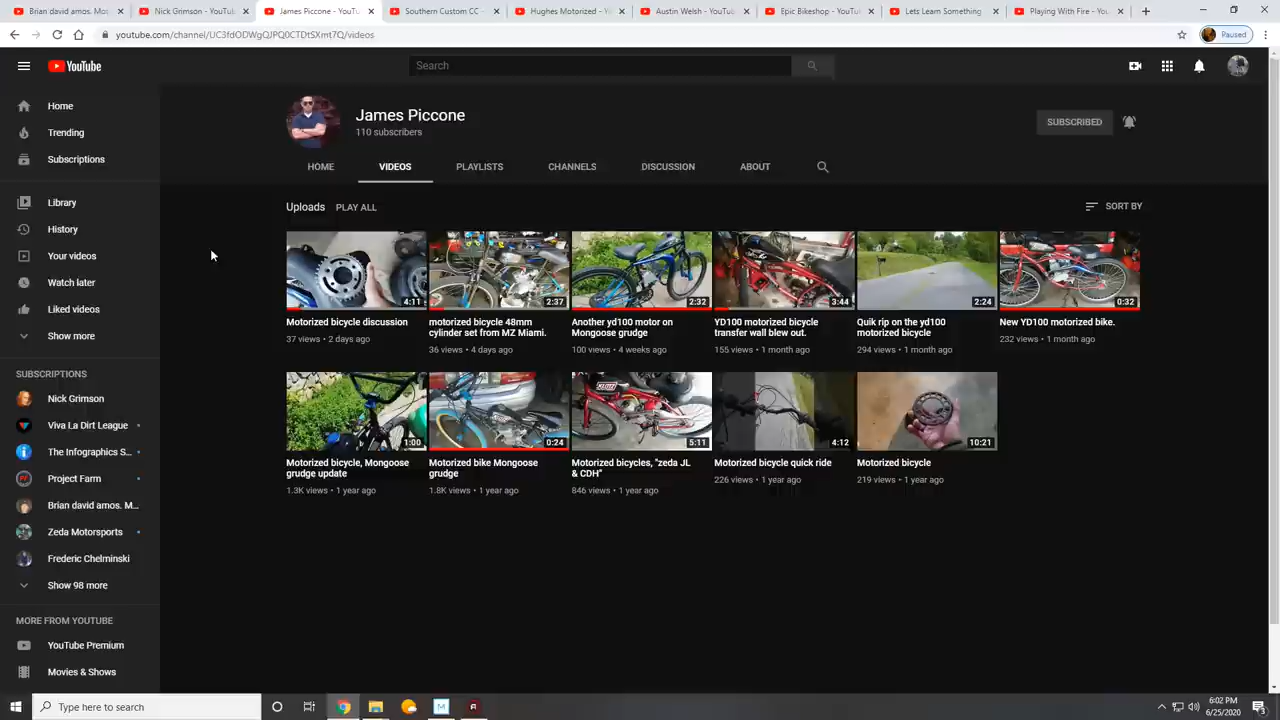 Brian david amos. Mot
Nick Grimson - YouTube
James Piccone - YouTu
Southern Custom CC -
Hughes Motorized - Yo
Austin Welsh - YouTub
Epic Bikeshop - YouTu
Lets Learn Something
Playing With Fire - You
youtube.com/channel/UC3fdODWgQJPQ0CTDtSXmt7Q/videos
Paused
YouTube
Search
Home
Trending
Subscriptions
Library
History
Your videos
Watch later
Liked videos
Show more
SUBSCRIPTIONS
Nick Grimson
Viva La Dirt League
The Infographics S...
Project Farm
Brian david amos. M...
Zeda Motorsports
Frederic Chelminski
Show 98 more
MORE FROM YOUTUBE
YouTube Premium
Movies & Shows
James Piccone
110 subscribers
SUBSCRIBED
HOME VIDEOS PLAYLISTS CHANNELS DISCUSSION ABOUT
Uploads PLAY ALL
SORT BY
4:11
Motorized bicycle discussion
37 views • 2 days ago
2:37
motorized bicycle 48mm
cylinder set from MZ Miami.
36 views • 4 days ago
2:32
Another yd100 motor on
Mongoose grudge
100 views • 4 weeks ago
3:44
YD100 motorized bicycle
transfer wall blew out.
155 views • 1 month ago
2:24
Quik rip on the yd100
motorized bicycle
294 views • 1 month ago
0:32
New YD100 motorized bike.
232 views • 1 month ago
1:00
Motorized bicycle, Mongoose
grudge update
1.3K views • 1 year ago
0:24
Motorized bike Mongoose
grudge
1.8K views • 1 year ago
5:11
Motorized bicycles, "zeda JL
& CDH"
846 views • 1 year ago
4:12
Motorized bicycle quick ride
226 views • 1 year ago
10:21
Motorized bicycle
219 views • 1 year ago
Type here to search
6:02 PM
6/25/2020
3